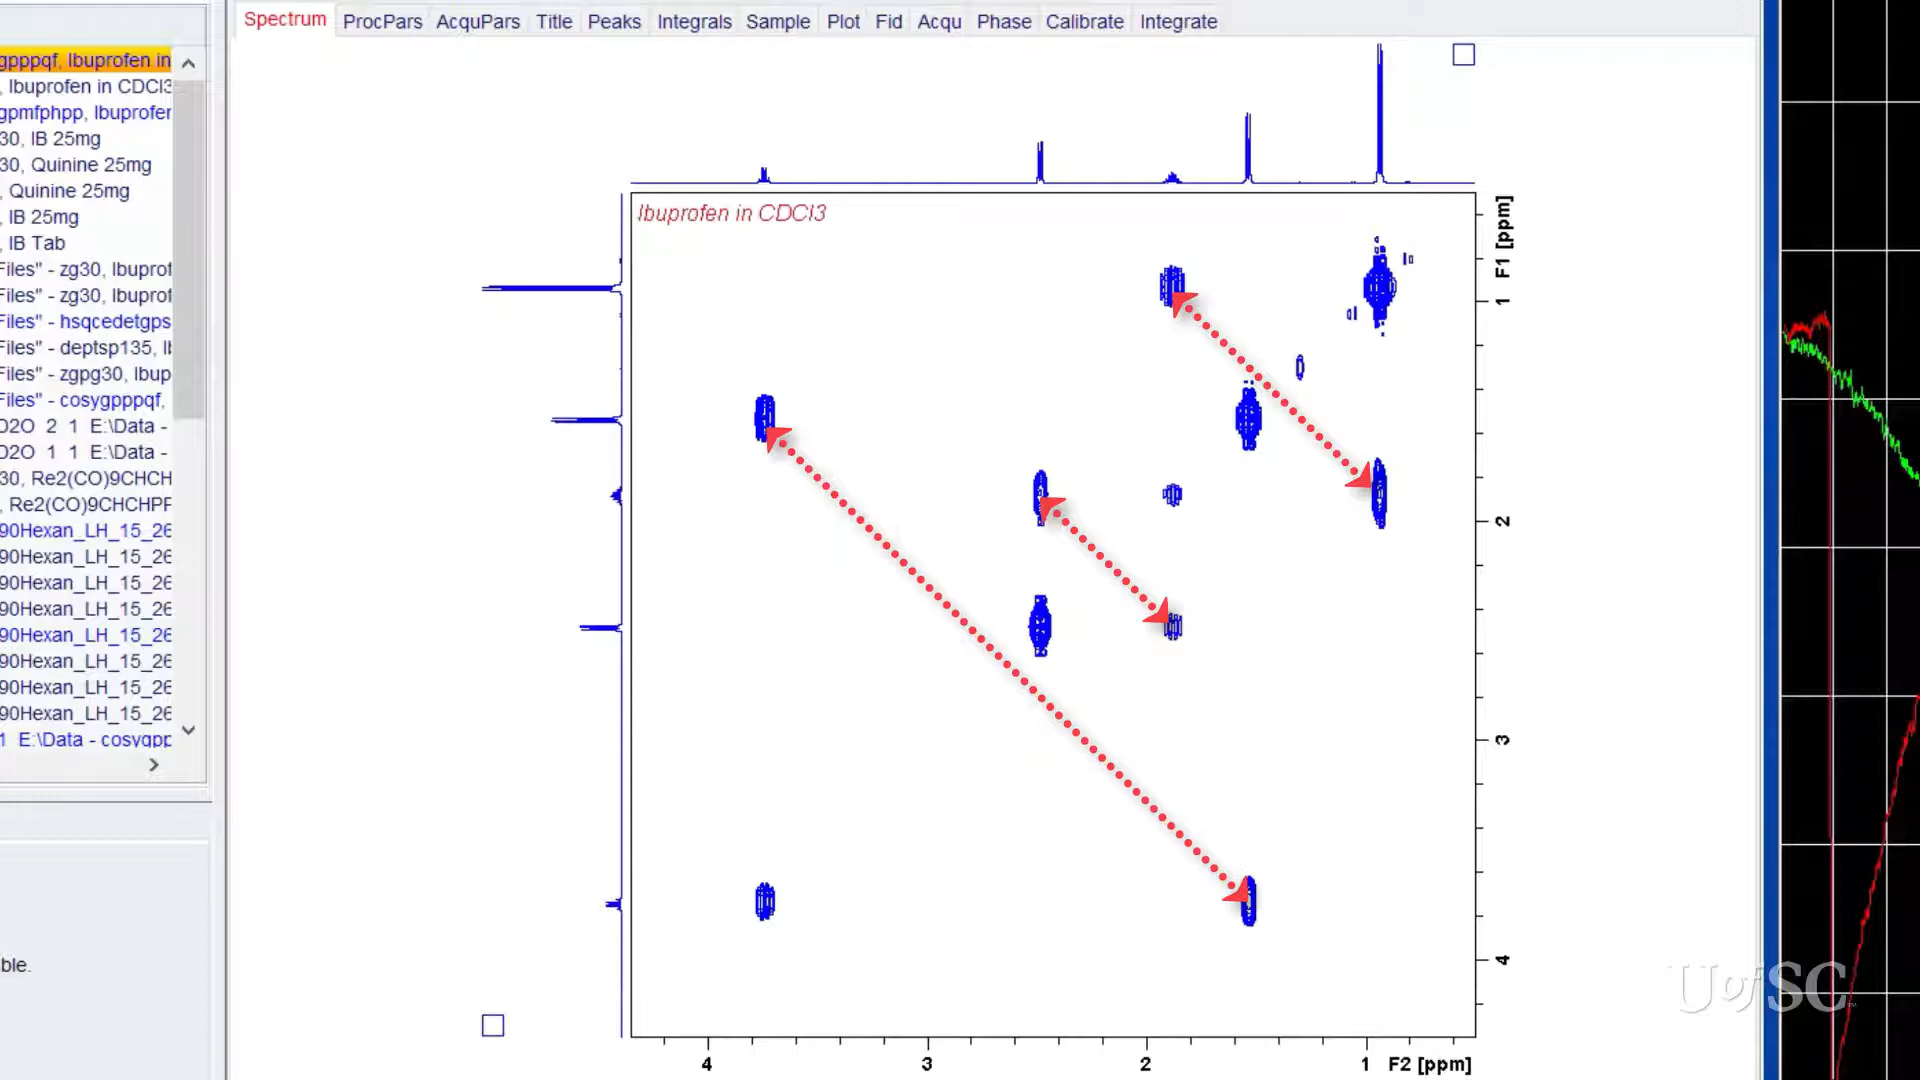 Spectrum ProcPars AcquPars Title Peaks Integrals Sample Plot Fid Acqu Phase Calibrate Integrate
gpppqf, Ibuprofen in
, Ibuprofen in CDCl3
gpmfphpp, Ibuprofen
30, IB 25mg
30, Quinine 25mg
, Quinine 25mg
, IB 25mg
, IB Tab
Files" - zg30, Ibuprof
Files" - zg30, Ibuprof
Files" - hsqcedetgps
Files" - deptsp135, Ib
Files" - zgpg30, Ibup
Files" - cosygpppqf,
D2O 2 1 E:\Data -
D2O 1 1 E:\Data -
30, Re2(CO)9CHCH
, Re2(CO)9CHCHPF
90Hexan_LH_15_26
90Hexan_LH_15_26
90Hexan_LH_15_26
90Hexan_LH_15_26
90Hexan_LH_15_26
90Hexan_LH_15_26
90Hexan_LH_15_26
90Hexan_LH_15_26
1 E:\Data - cosygpp
ble.
Ibuprofen in CDCl3
F1 [ppm]
1
2
3
4
4 3 2 1 F2 [ppm]
UofSC